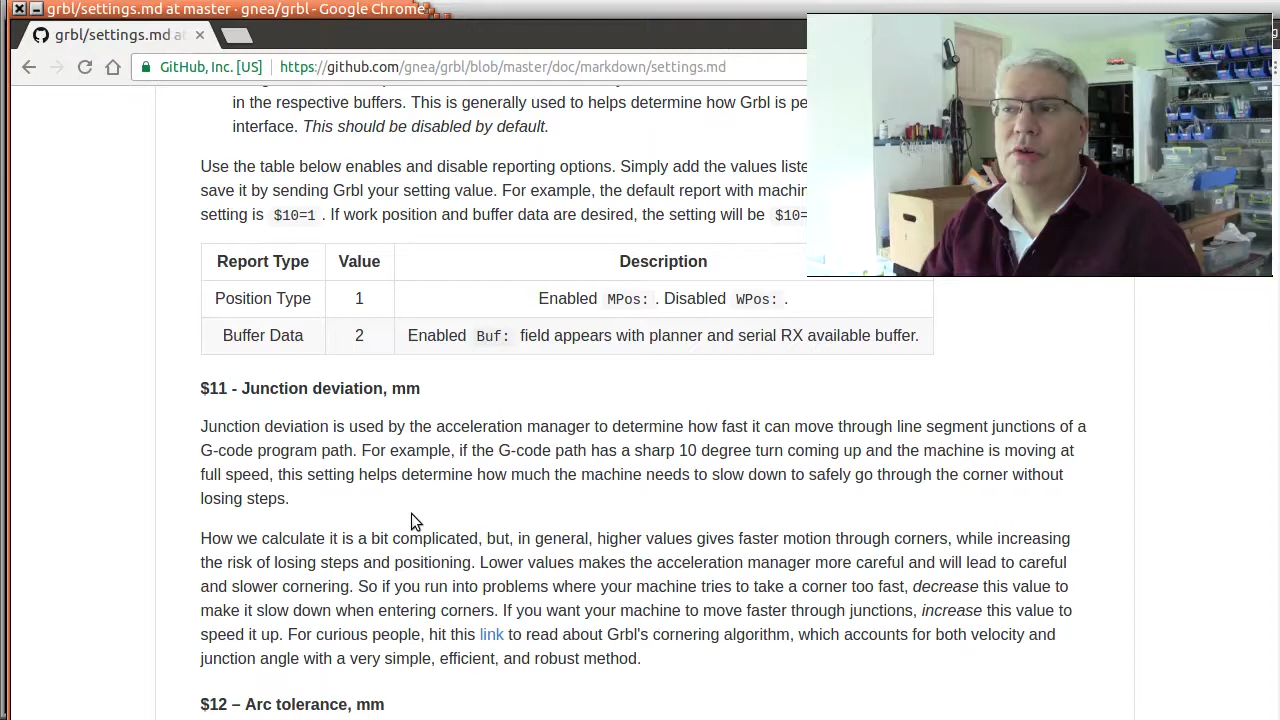 grbl/settings.md at master · gnea/grbl - Google Chrome
grbl/settings.md at
GitHub, Inc. [US] https://github.com/gnea/grbl/blob/master/doc/markdown/settings.md
in the respective buffers. This is generally used to helps determine how Grbl is pe
interface. This should be disabled by default.
Use the table below enables and disable reporting options. Simply add the values liste
save it by sending Grbl your setting value. For example, the default report with machin
setting is $10=1 . If work position and buffer data are desired, the setting will be $10=
Report Type Value Description
Position Type 1 Enabled MPos: . Disabled WPos: .
Buffer Data 2 Enabled Buf: field appears with planner and serial RX available buffer.
$11 - Junction deviation, mm
Junction deviation is used by the acceleration manager to determine how fast it can move through line segment junctions of a
G-code program path. For example, if the G-code path has a sharp 10 degree turn coming up and the machine is moving at
full speed, this setting helps determine how much the machine needs to slow down to safely go through the corner without
losing steps.
How we calculate it is a bit complicated, but, in general, higher values gives faster motion through corners, while increasing
the risk of losing steps and positioning. Lower values makes the acceleration manager more careful and will lead to careful
and slower cornering. So if you run into problems where your machine tries to take a corner too fast, decrease this value to
make it slow down when entering corners. If you want your machine to move faster through junctions, increase this value to
speed it up. For curious people, hit this link to read about Grbl's cornering algorithm, which accounts for both velocity and
junction angle with a very simple, efficient, and robust method.
$12 – Arc tolerance, mm